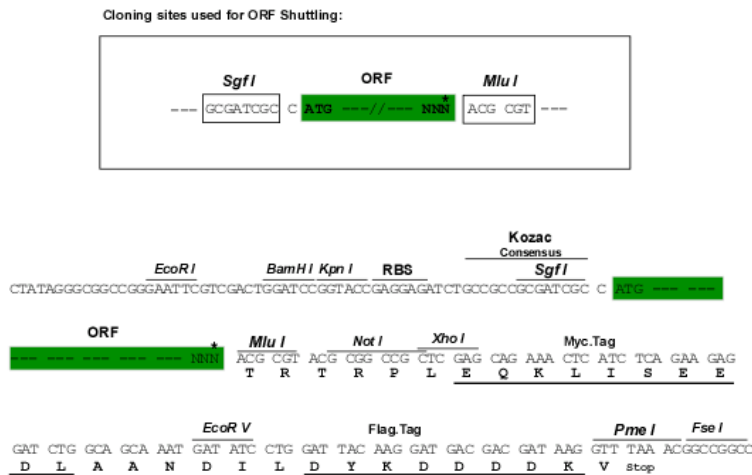 Cloning sites used for ORF Shuttling:
Sgf I ORF Mlu I
--- GCGATCGC C ATG ---//--- NNN* ACG CGT ---
Kozac
Consensus
EcoR I BamH I Kpn I RBS Sgf I
CTATAGGGCGGCCGGGAATTCGTCGACTGGATCCGGTACCGAGGAGATCTGCCGCCGCGATCGC C ATG --- ---
ORF Mlu I Not I Xho I Myc.Tag
--- --- --- --- --- --- NNN* ACG CGT ACG CGG CCG CTC GAG CAG AAA CTC ATC TCA GAA GAG
T R T R P L E Q K L I S E E
EcoR V Flag.Tag Pme I Fse I
GAT CTG GCA GCA AAT GAT ATC CTG GAT TAC AAG GAT GAC GAC GAT AAG GTT TAA ACGGCCGGCC
D L A A N D I L D Y K D D D D K V Stop